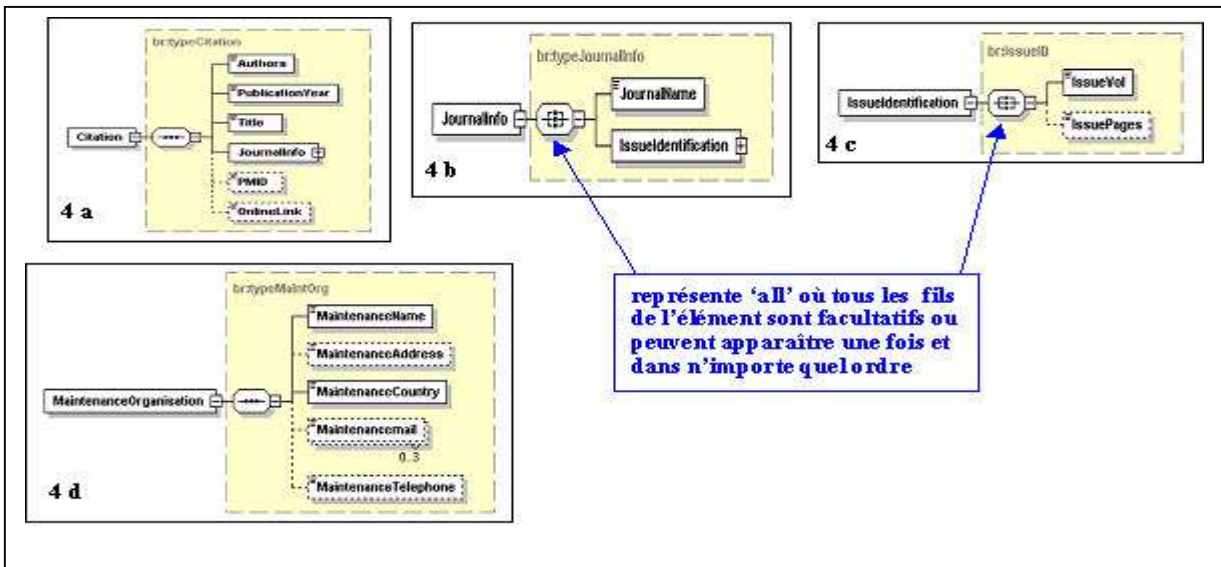 br:typeCitation
Authors
PublicationYear
Title
Citation
JournalInfo
PMID
OnlineLink
4 a
br:typeJournalInfo
JournalName
JournalInfo
IssueIdentification
4 b
br:IssueID
IssueVol
IssueIdentification
IssuePages
4 c
représente ‘all’ où tous les fils
de l’élément sont facultatifs ou
peuvent apparaître une fois et
dans n’importe quel ordre
br:typeMaintOrg
MaintenanceName
MaintenanceAddress
MaintenanceCountry
MaintenanceOrganisation
Maintenancemail
0..3
MaintenanceTelephone
4 d